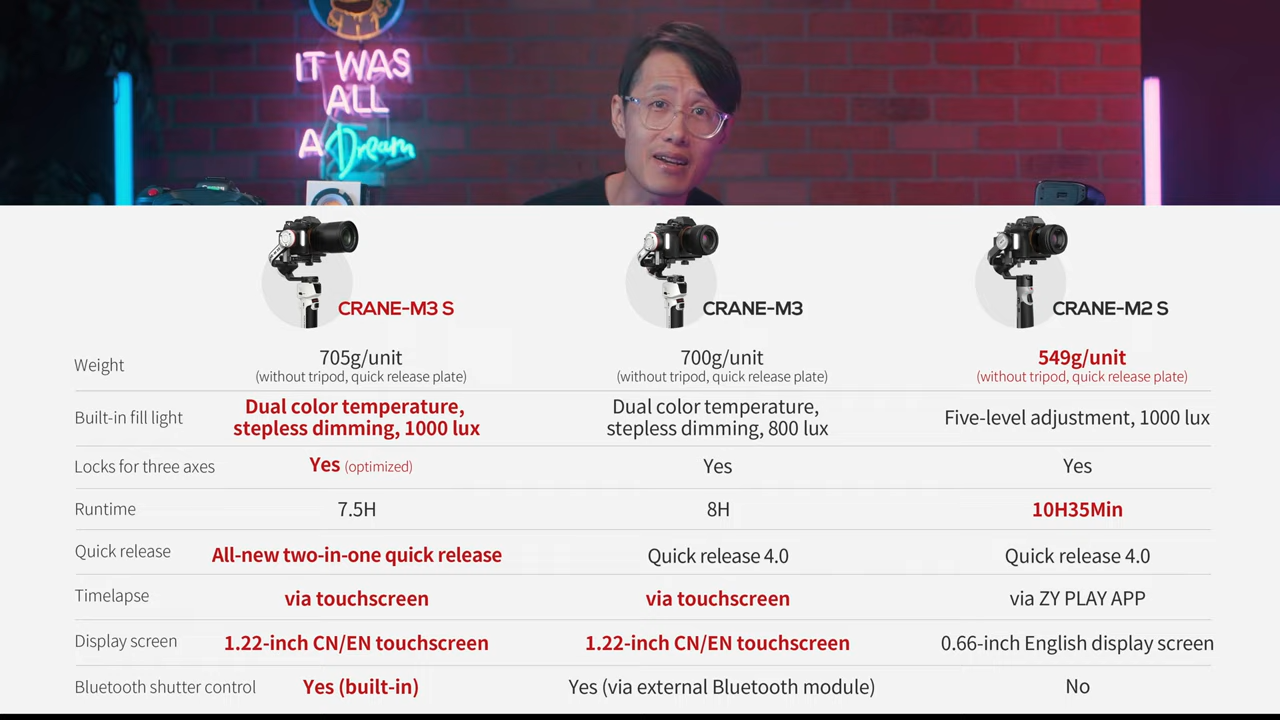 IT WAS
ALL
A Dream
CRANE-M3 S
CRANE-M3
CRANE-M2 S
Weight
705g/unit
(without tripod, quick release plate)
700g/unit
(without tripod, quick release plate)
549g/unit
(without tripod, quick release plate)
Built-in fill light
Dual color temperature,
stepless dimming, 1000 lux
Dual color temperature,
stepless dimming, 800 lux
Five-level adjustment, 1000 lux
Locks for three axes
Yes (optimized)
Yes
Yes
Runtime
7.5H
8H
10H35Min
Quick release
All-new two-in-one quick release
Quick release 4.0
Quick release 4.0
Timelapse
via touchscreen
via touchscreen
via ZY PLAY APP
Display screen
1.22-inch CN/EN touchscreen
1.22-inch CN/EN touchscreen
0.66-inch English display screen
Bluetooth shutter control
Yes (built-in)
Yes (via external Bluetooth module)
No